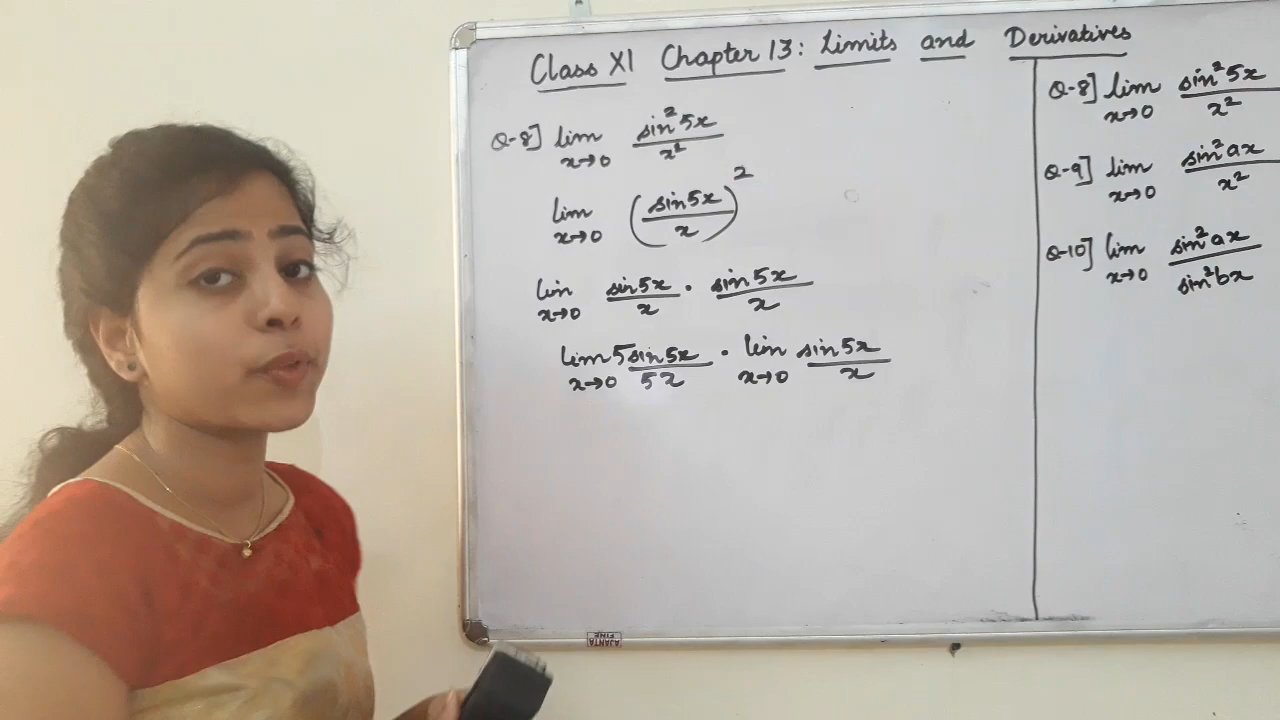 Class XI Chapter 13: Limits and Derivatives
Q-8] lim x→0 sin²5x / x²
lim x→0 (sin5x / x)²
lim x→0 sin5x / x · sin5x / x
lim x→0 5 sin5x / 5x · lim x→0 sin5x / x
Q-8] lim x→0 sin²5x / x²
Q-9] lim x→0 sin²ax / x²
Q-10] lim x→0 sin²ax / sin²bx
AJANTA
FINE